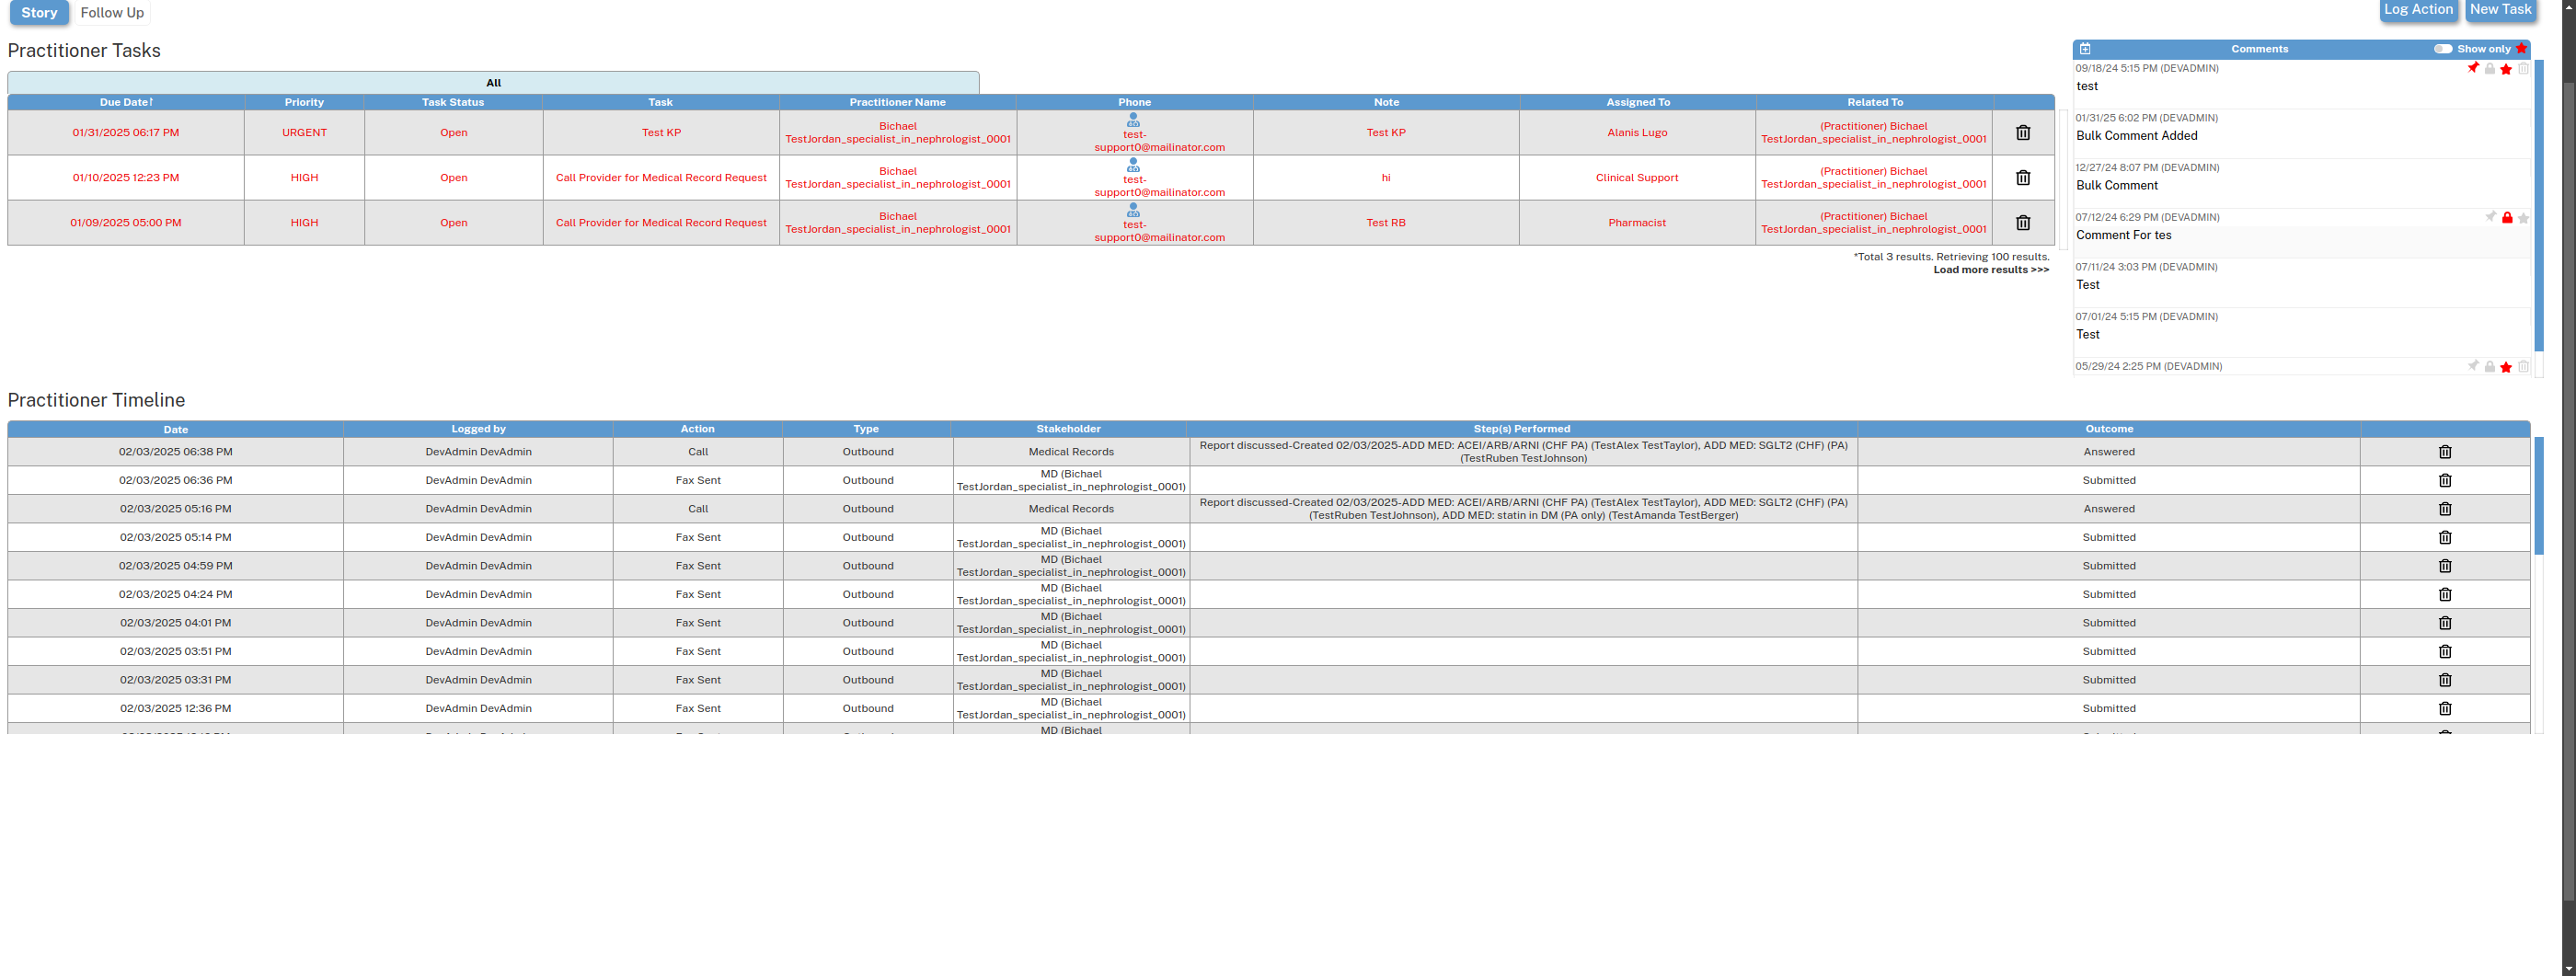 Story Follow Up Log Action New Task
Practitioner Tasks
All
Due Date↑ Priority Task Status Task Practitioner Name Phone Note Assigned To Related To
01/31/2025 06:17 PM URGENT Open Test KP Bichael TestJordan_specialist_in_nephrologist_0001 test-support0@mailinator.com Test KP Alanis Lugo (Practitioner) Bichael TestJordan_specialist_in_nephrologist_0001
01/10/2025 12:23 PM HIGH Open Call Provider for Medical Record Request Bichael TestJordan_specialist_in_nephrologist_0001 test-support0@mailinator.com hi Clinical Support (Practitioner) Bichael TestJordan_specialist_in_nephrologist_0001
01/09/2025 05:00 PM HIGH Open Call Provider for Medical Record Request Bichael TestJordan_specialist_in_nephrologist_0001 test-support0@mailinator.com Test RB Pharmacist (Practitioner) Bichael TestJordan_specialist_in_nephrologist_0001
*Total 3 results. Retrieving 100 results.
Load more results >>>
Comments Show only
09/18/24 5:15 PM (DEVADMIN)
test
01/31/25 6:02 PM (DEVADMIN)
Bulk Comment Added
12/27/24 8:07 PM (DEVADMIN)
Bulk Comment
07/12/24 6:29 PM (DEVADMIN)
Comment For tes
07/11/24 3:03 PM (DEVADMIN)
Test
07/01/24 5:15 PM (DEVADMIN)
Test
05/29/24 2:25 PM (DEVADMIN)
Practitioner Timeline
Date Logged by Action Type Stakeholder Step(s) Performed Outcome
02/03/2025 06:38 PM DevAdmin DevAdmin Call Outbound Medical Records Report discussed-Created 02/03/2025-ADD MED: ACEI/ARB/ARNI (CHF PA) (TestAlex TestTaylor), ADD MED: SGLT2 (CHF) (PA) (TestRuben TestJohnson) Answered
02/03/2025 06:36 PM DevAdmin DevAdmin Fax Sent Outbound MD (Bichael TestJordan_specialist_in_nephrologist_0001) Submitted
02/03/2025 05:16 PM DevAdmin DevAdmin Call Outbound Medical Records Report discussed-Created 02/03/2025-ADD MED: ACEI/ARB/ARNI (CHF PA) (TestAlex TestTaylor), ADD MED: SGLT2 (CHF) (PA) (TestRuben TestJohnson), ADD MED: statin in DM (PA only) (TestAmanda TestBerger) Answered
02/03/2025 05:14 PM DevAdmin DevAdmin Fax Sent Outbound MD (Bichael TestJordan_specialist_in_nephrologist_0001) Submitted
02/03/2025 04:59 PM DevAdmin DevAdmin Fax Sent Outbound MD (Bichael TestJordan_specialist_in_nephrologist_0001) Submitted
02/03/2025 04:24 PM DevAdmin DevAdmin Fax Sent Outbound MD (Bichael TestJordan_specialist_in_nephrologist_0001) Submitted
02/03/2025 04:01 PM DevAdmin DevAdmin Fax Sent Outbound MD (Bichael TestJordan_specialist_in_nephrologist_0001) Submitted
02/03/2025 03:51 PM DevAdmin DevAdmin Fax Sent Outbound MD (Bichael TestJordan_specialist_in_nephrologist_0001) Submitted
02/03/2025 03:31 PM DevAdmin DevAdmin Fax Sent Outbound MD (Bichael TestJordan_specialist_in_nephrologist_0001) Submitted
02/03/2025 12:36 PM DevAdmin DevAdmin Fax Sent Outbound MD (Bichael TestJordan_specialist_in_nephrologist_0001) Submitted
MD (Bichael